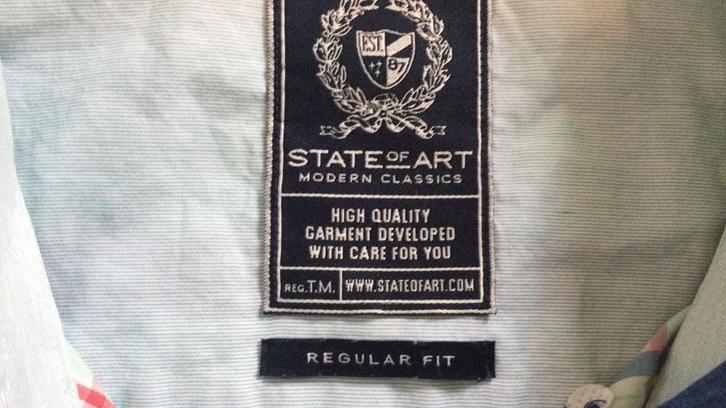 EST.
87
STATE OF ART
MODERN CLASSICS
HIGH QUALITY
GARMENT DEVELOPED
WITH CARE FOR YOU
REG.T.M. WWW.STATEOFART.COM
REGULAR FIT